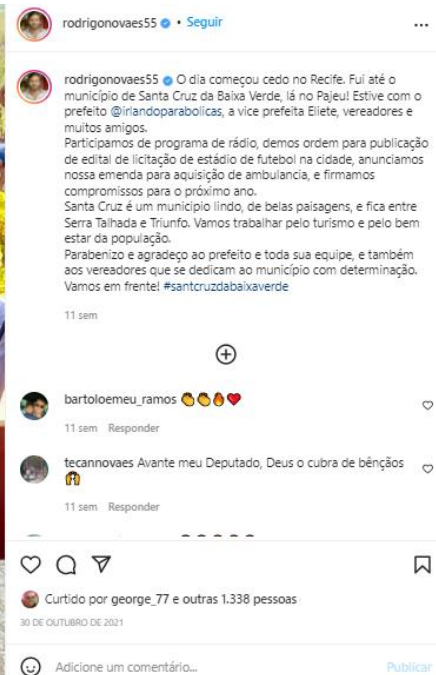 rodrigonovaes55 • Seguir
rodrigonovaes55 O dia começou cedo no Recife. Fui até o
município de Santa Cruz da Baixa Verde, lá no Pajeu! Estive com o
prefeito @irlandoparabolicas, a vice prefeita Eliete, vereadores e
muitos amigos.
Participamos de programa de rádio, demos ordem para publicação
de edital de licitação de estádio de futebol na cidade, anunciamos
nossa emenda para aquisição de ambulancia, e firmamos
compromissos para o próximo ano.
Santa Cruz é um municipio lindo, de belas paisagens, e fica entre
Serra Talhada e Triunfo. Vamos trabalhar pelo turismo e pelo bem
estar da população.
Parabenizo e agradeço ao prefeito e toda sua equipe, e também
aos vereadores que se dedicam ao município com determinação.
Vamos em frente! #santcruzdabaixaverde
11 sem
bartoloemeu_ramos 👏👏🔥❤️
11 sem Responder
tecannovaes Avante meu Deputado, Deus o cubra de bênçãos
🙌
11 sem Responder
Curtido por george_77 e outras 1.338 pessoas
30 DE OUTUBRO DE 2021
Adicione um comentário... Publicar